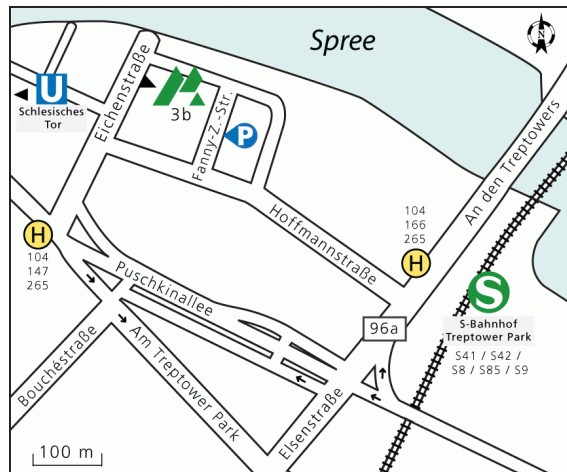 Spree
N
U
Schlesisches
Tor
Eichenstraße
3b
Fanny-Z.-Str.
P
An den Treptowers
Hoffmannstraße
104
166
265
H
H
104
147
265
Puschkinallee
S
S-Bahnhof
Treptower Park
S41 / S42 /
S8 / S85 / S9
96a
Bouchéstraße
Am Treptower Park
Elsenstraße
100 m